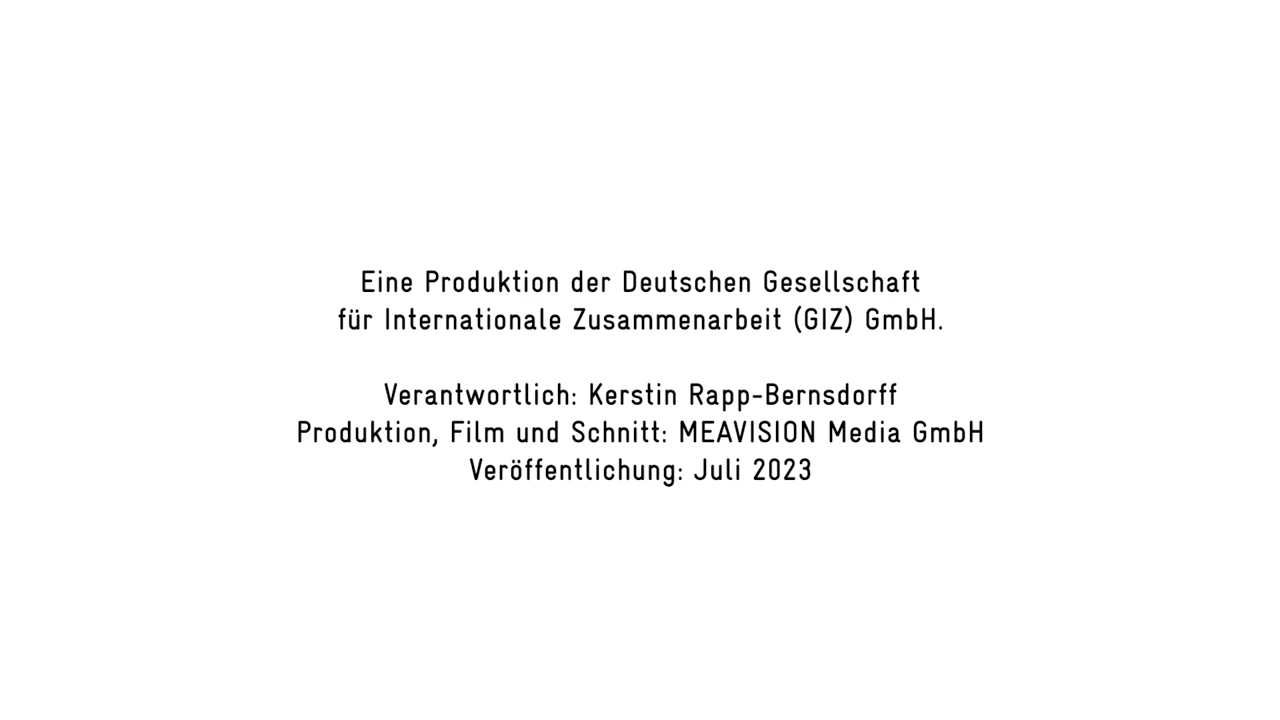 Eine Produktion der Deutschen Gesellschaft
für Internationale Zusammenarbeit (GIZ) GmbH.
Verantwortlich: Kerstin Rapp-Bernsdorff
Produktion, Film und Schnitt: MEAVISION Media GmbH
Veröffentlichung: Juli 2023